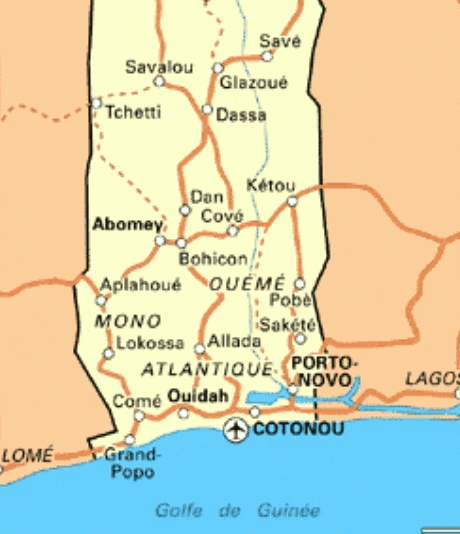 Savé
Savalou
Glazoué
Tchetti
Dassa
Kétou
Dan
Abomey
Cové
Bohicon
Aplahoué
OUÉMÉ
Pobè
MONO
Sakété
Lokossa
Allada
ATLANTIQUE
PORTO-
NOVO
LAGOS
Comé
Ouidah
COTONOU
LOMÉ
Grand-
Popo
Golfe de Guinée